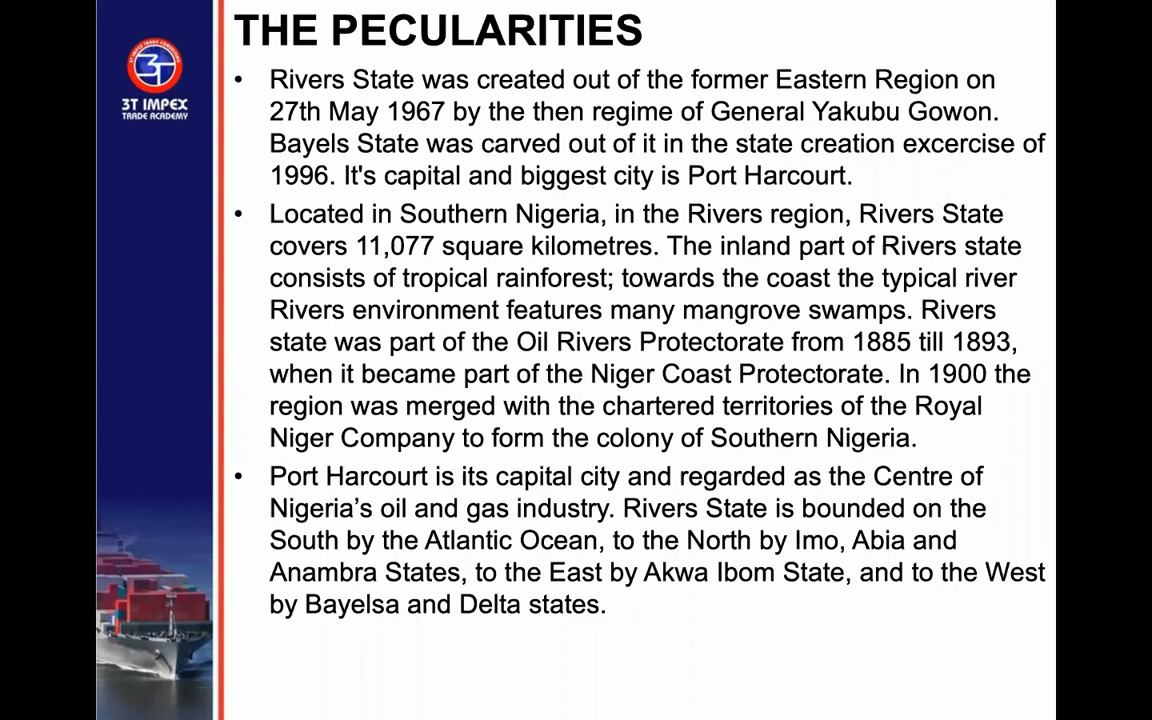 THE PECULARITIES
3T IMPEX
TRADE ACADEMY
• Rivers State was created out of the former Eastern Region on
27th May 1967 by the then regime of General Yakubu Gowon.
Bayels State was carved out of it in the state creation excercise of
1996. It's capital and biggest city is Port Harcourt.
• Located in Southern Nigeria, in the Rivers region, Rivers State
covers 11,077 square kilometres. The inland part of Rivers state
consists of tropical rainforest; towards the coast the typical river
Rivers environment features many mangrove swamps. Rivers
state was part of the Oil Rivers Protectorate from 1885 till 1893,
when it became part of the Niger Coast Protectorate. In 1900 the
region was merged with the chartered territories of the Royal
Niger Company to form the colony of Southern Nigeria.
• Port Harcourt is its capital city and regarded as the Centre of
Nigeria’s oil and gas industry. Rivers State is bounded on the
South by the Atlantic Ocean, to the North by Imo, Abia and
Anambra States, to the East by Akwa Ibom State, and to the West
by Bayelsa and Delta states.